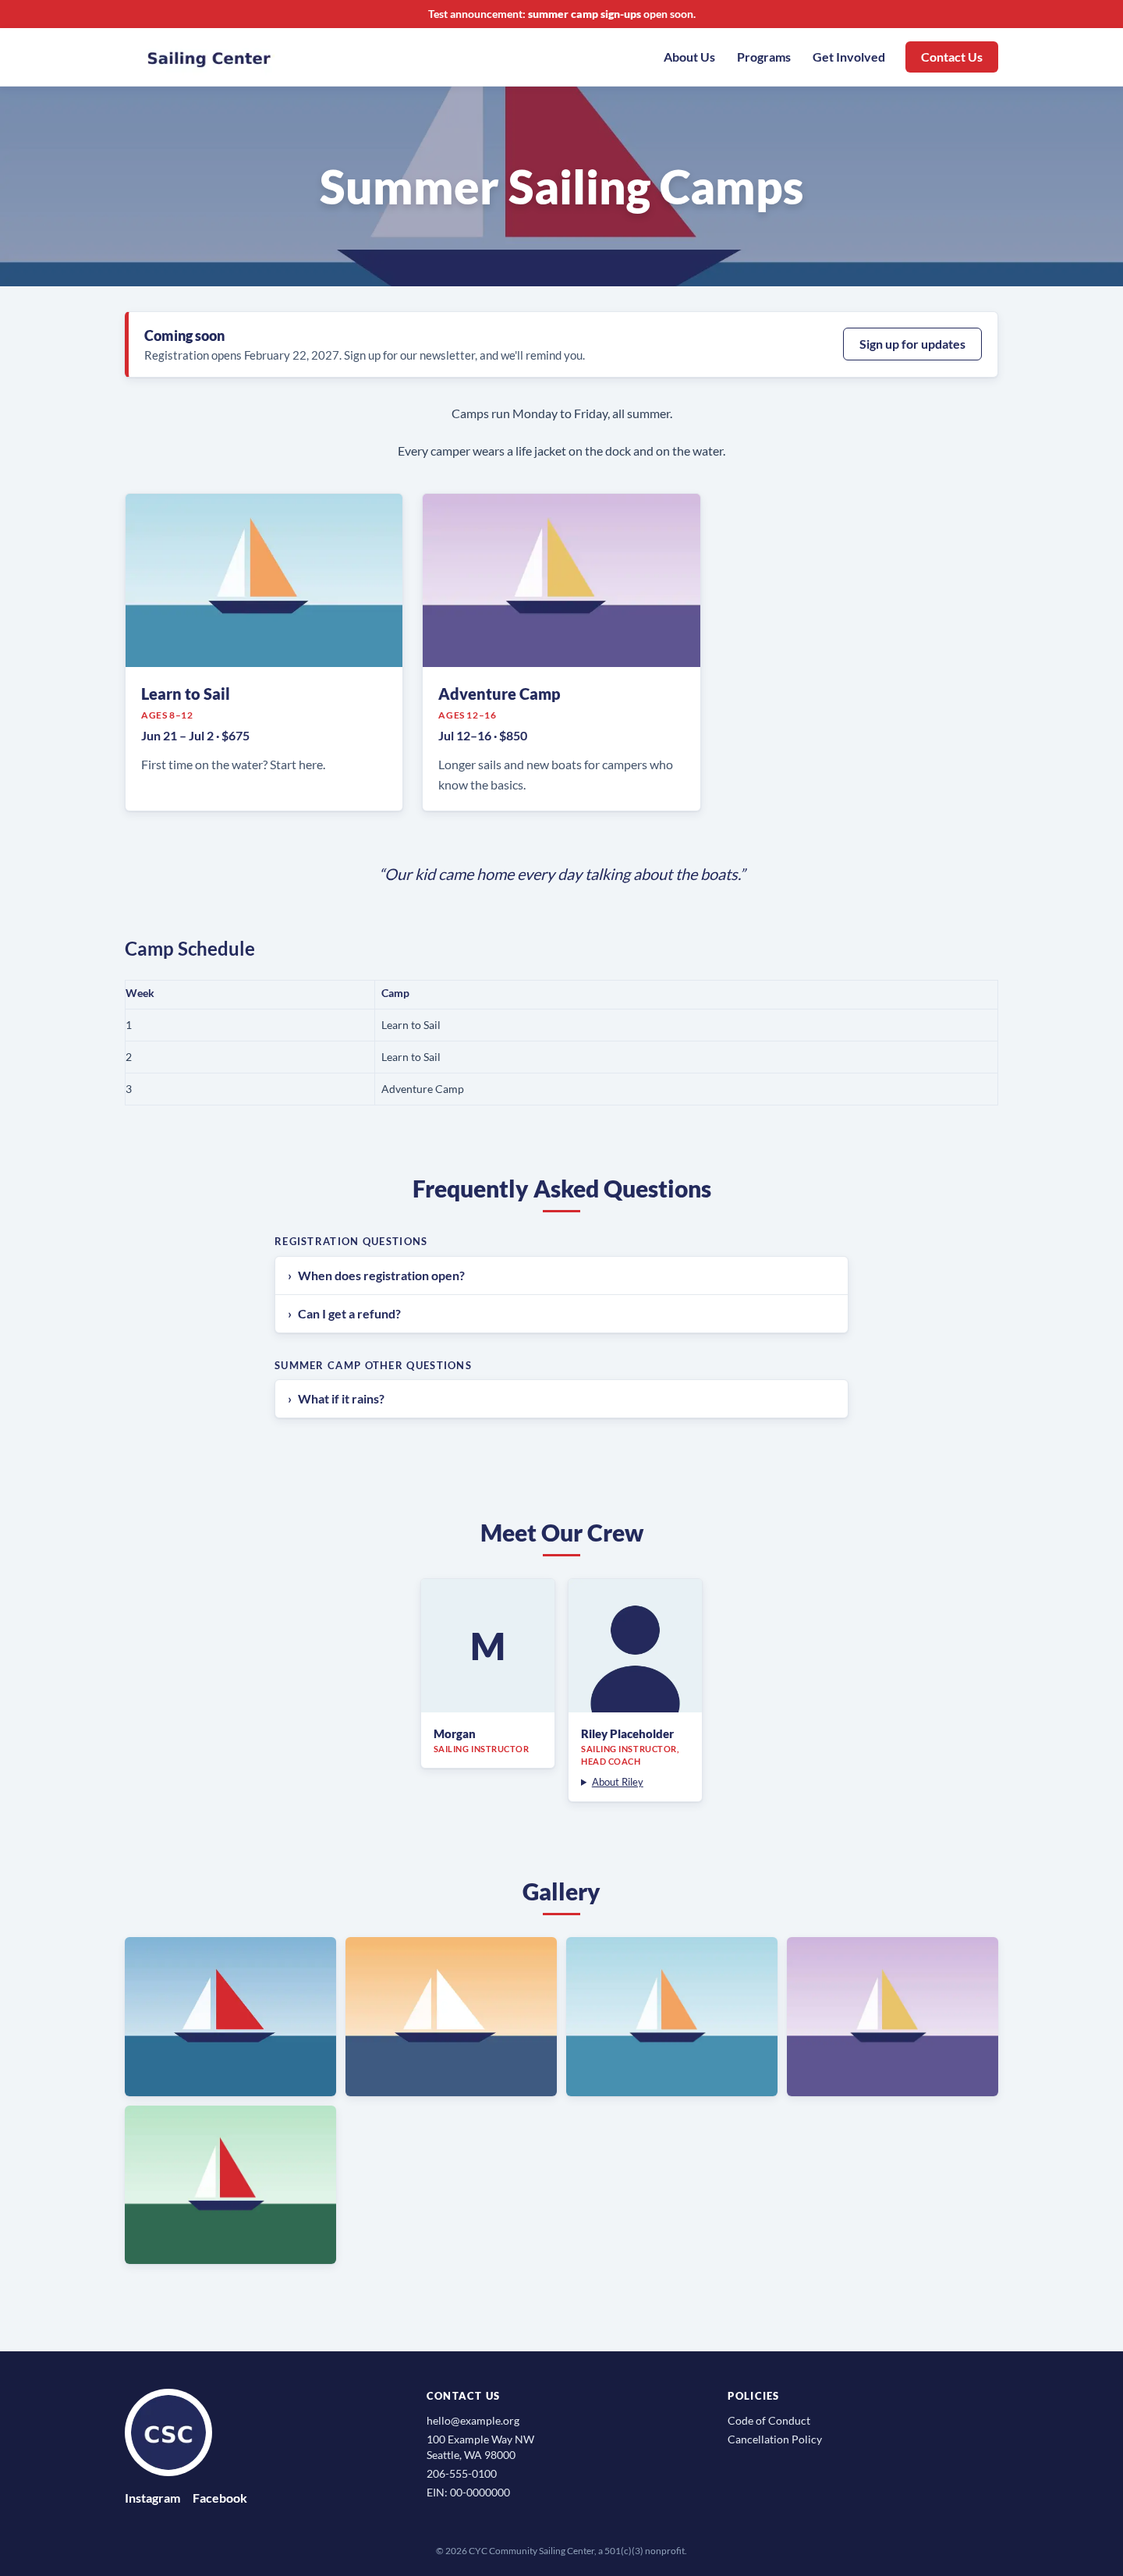 Test announcement: summer camp sign-ups open soon.
Sailing Center
About Us
Programs
Get Involved
Contact Us
Summer Sailing Camps
Coming soon
Registration opens February 22, 2027. Sign up for our newsletter, and we'll remind you.
Sign up for updates
Camps run Monday to Friday, all summer.
Every camper wears a life jacket on the dock and on the water.
Learn to Sail
AGES 8–12
Jun 21 – Jul 2 · $675
First time on the water? Start here.
Adventure Camp
AGES 12–16
Jul 12–16 · $850
Longer sails and new boats for campers who
know the basics.
“Our kid came home every day talking about the boats.”
Camp Schedule
Week Camp
1 Learn to Sail
2 Learn to Sail
3 Adventure Camp
Frequently Asked Questions
REGISTRATION QUESTIONS
› When does registration open?
› Can I get a refund?
SUMMER CAMP OTHER QUESTIONS
› What if it rains?
Meet Our Crew
M
Morgan
SAILING INSTRUCTOR
Riley Placeholder
SAILING INSTRUCTOR,
HEAD COACH
About Riley
Gallery
CSC
Instagram Facebook
CONTACT US
hello@example.org
100 Example Way NW
Seattle, WA 98000
206-555-0100
EIN: 00-0000000
POLICIES
Code of Conduct
Cancellation Policy
© 2026 CYC Community Sailing Center, a 501(c)(3) nonprofit.